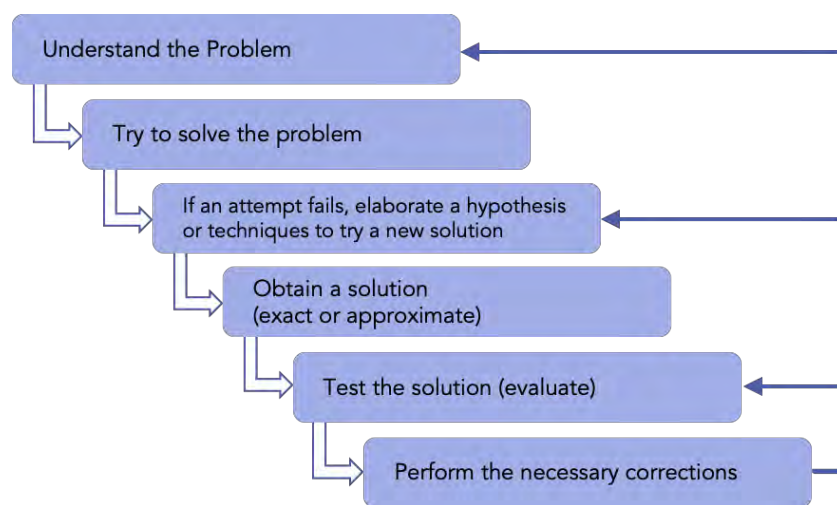 Understand the Problem
Try to solve the problem
If an attempt fails, elaborate a hypothesis
or techniques to try a new solution
Obtain a solution
(exact or approximate)
Test the solution (evaluate)
Perform the necessary corrections